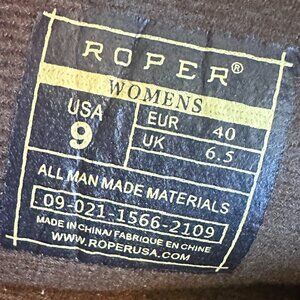 ROPER®
WOMENS
USA 9
EUR 40
UK 6.5
ALL MAN MADE MATERIALS
09-021-1566-2109
MADE IN CHINA/FABRIQUE EN CHINE
WWW.ROPERUSA.COM